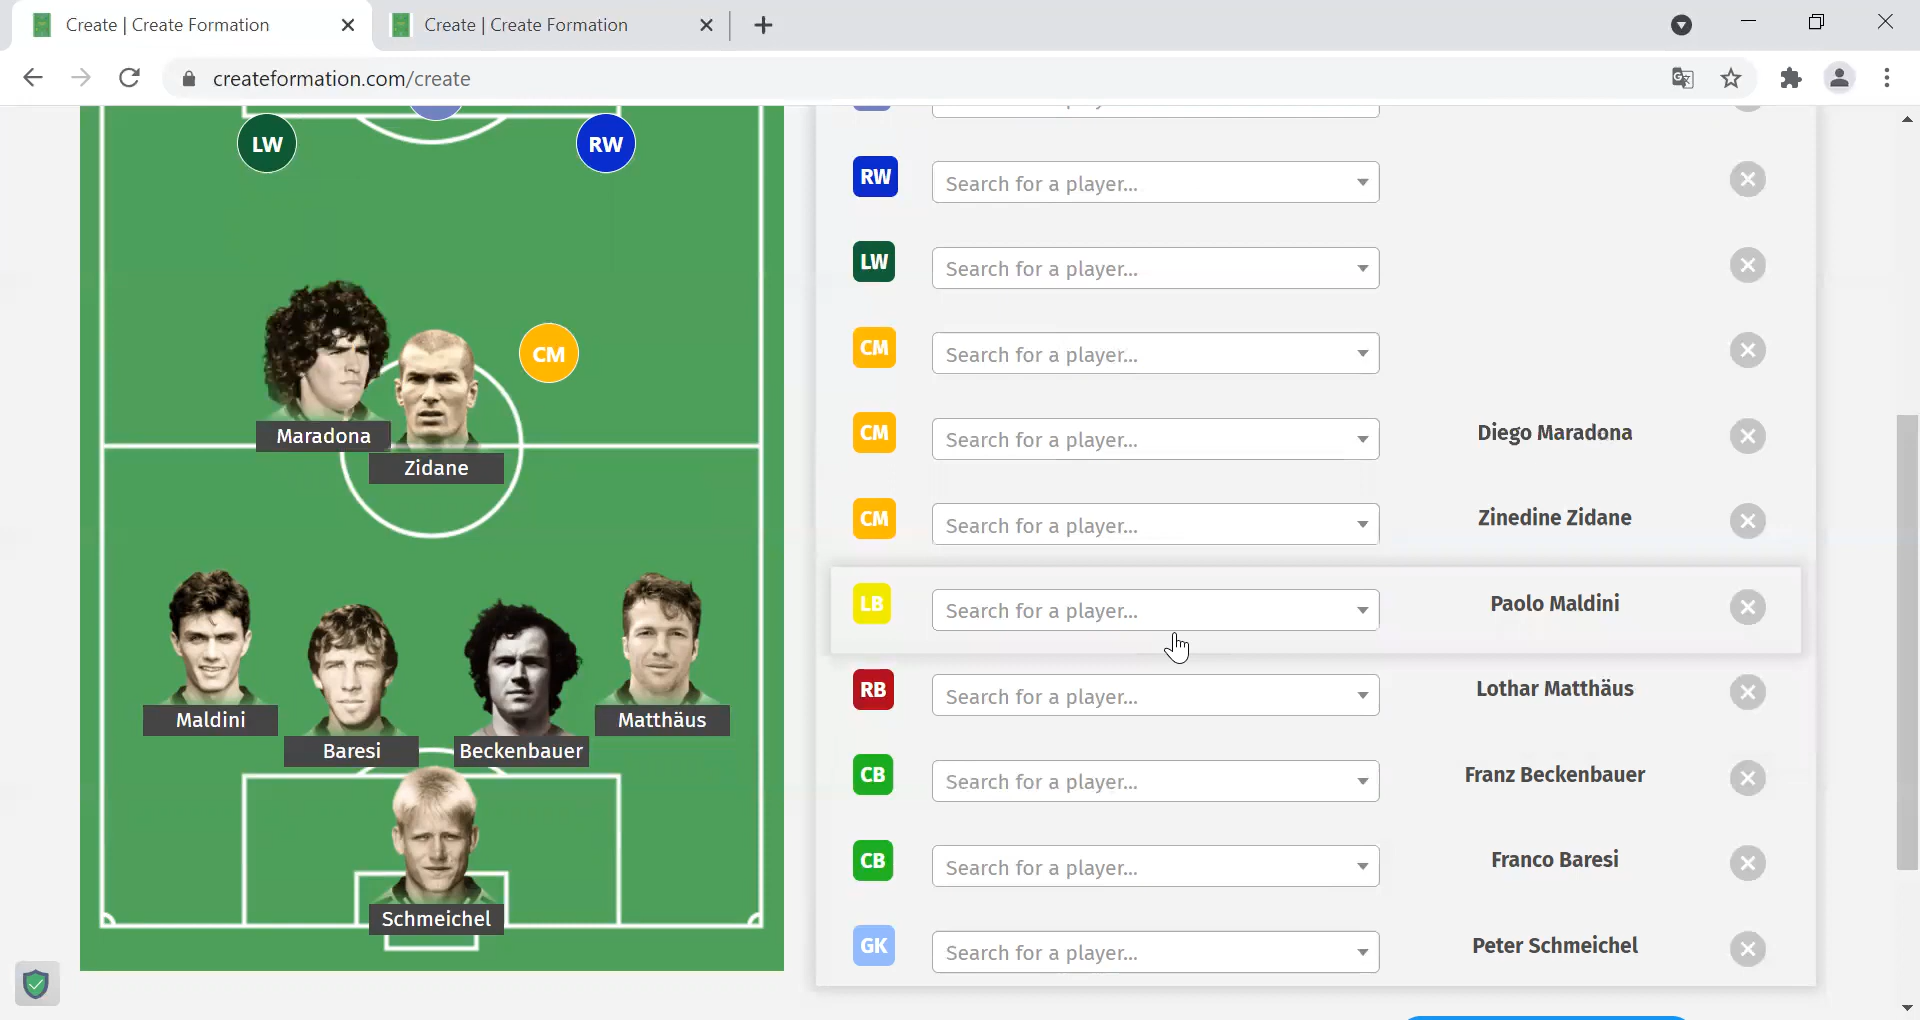 Create | Create Formation
Create | Create Formation
createformation.com/create
LW
RW
CM
Maradona
Zidane
Maldini
Baresi
Beckenbauer
Matthäus
Schmeichel
RW Search for a player...
LW Search for a player...
CM Search for a player...
CM Search for a player... Diego Maradona
CM Search for a player... Zinedine Zidane
LB Search for a player... Paolo Maldini
RB Search for a player... Lothar Matthäus
CB Search for a player... Franz Beckenbauer
CB Search for a player... Franco Baresi
GK Search for a player... Peter Schmeichel